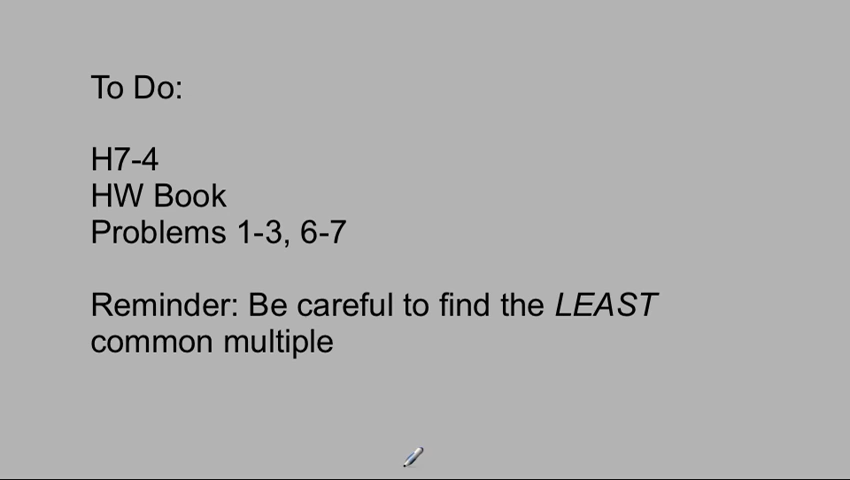 To Do:
H7-4
HW Book
Problems 1-3, 6-7
Reminder: Be careful to find the LEAST
common multiple